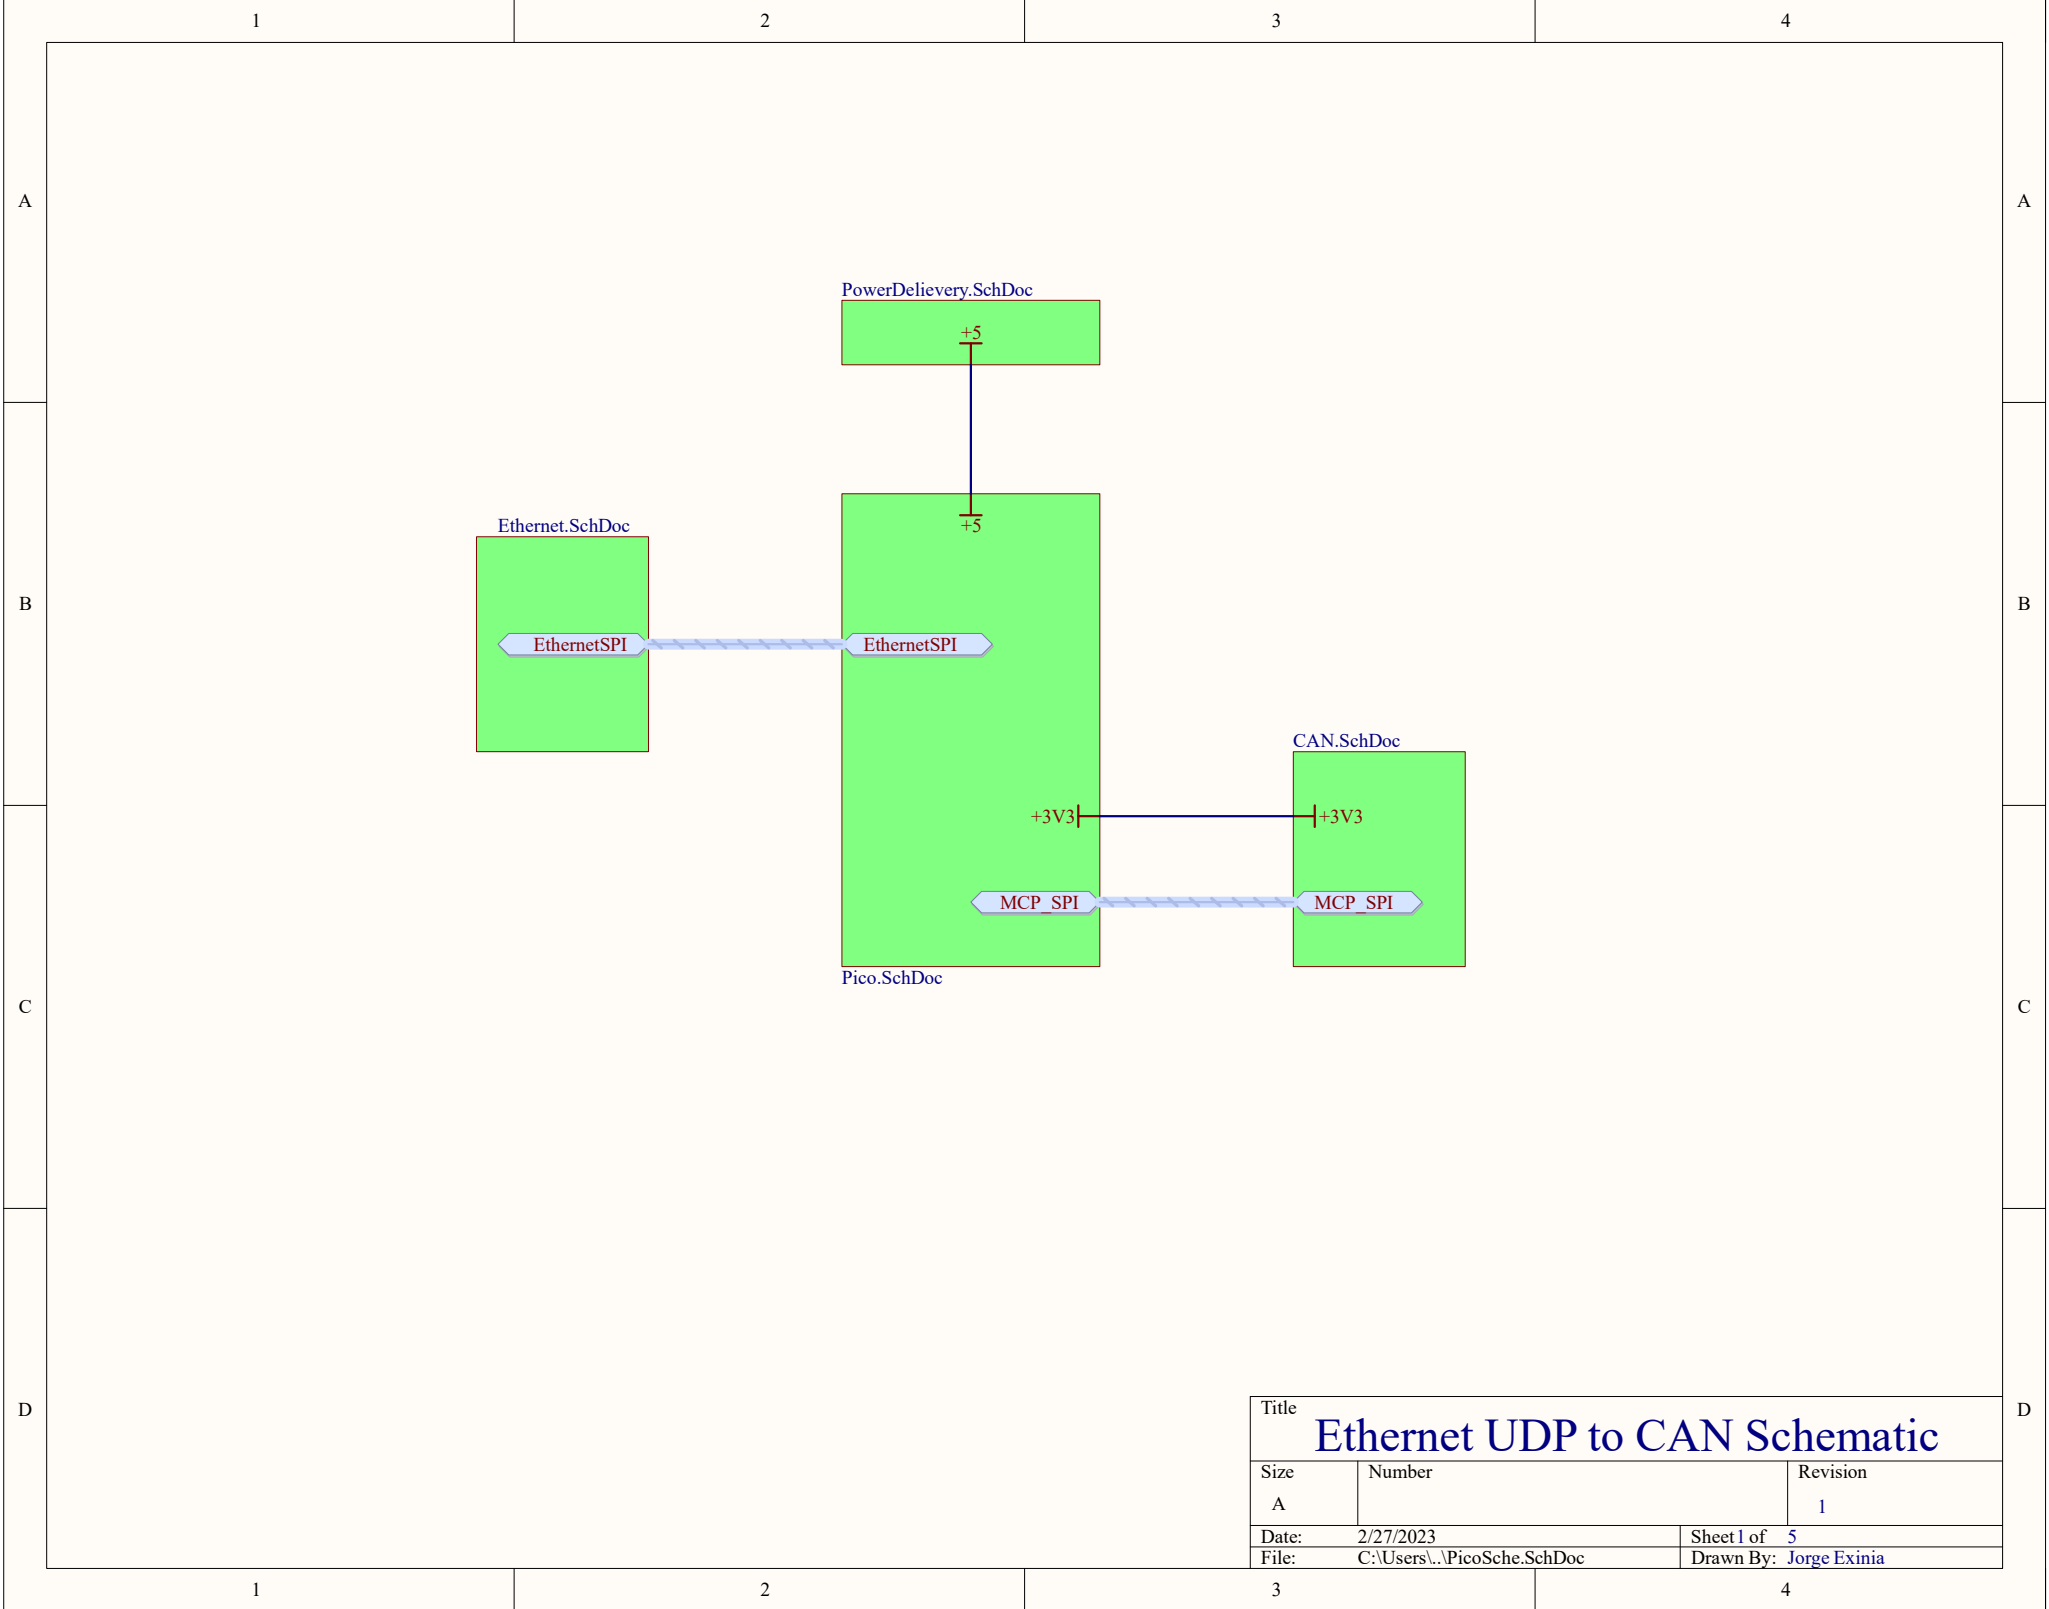 1 2 3 4
A A
PowerDelievery.SchDoc
+5
+5
Ethernet.SchDoc
B B
EthernetSPI EthernetSPI
CAN.SchDoc
+3V3 +3V3
MCP_SPI MCP_SPI
Pico.SchDoc
C C
D D
Title
Ethernet UDP to CAN Schematic
Size Number Revision
A 1
Date: 2/27/2023 Sheet 1 of 5
File: C:\Users\..\PicoSche.SchDoc Drawn By: Jorge Exinia
1 2 3 4